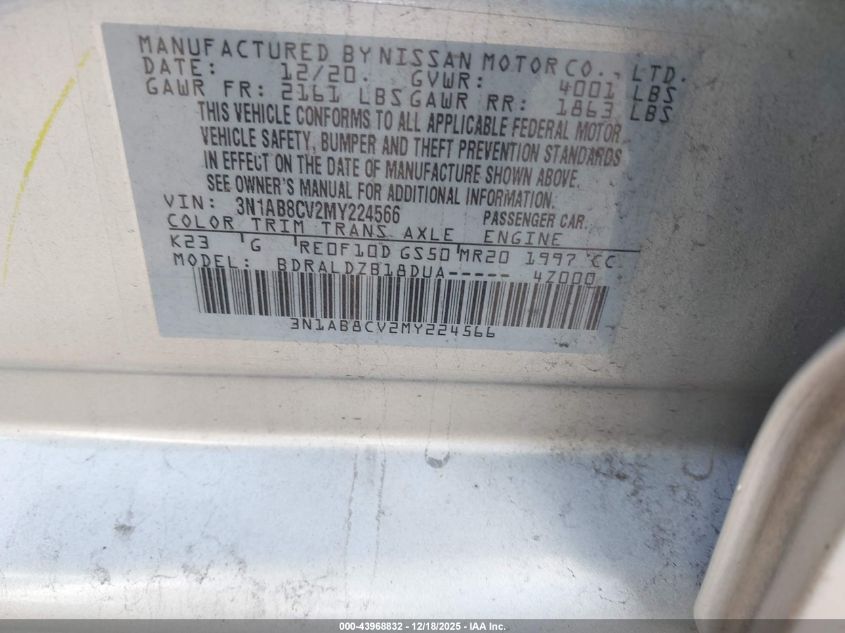 MANUFACTURED BY NISSAN MOTOR CO., LTD.
DATE: 12/20 GVWR: 4001 LBS
GAWR FR: 2161 LBS GAWR RR: 1863 LBS
THIS VEHICLE CONFORMS TO ALL APPLICABLE FEDERAL MOTOR
VEHICLE SAFETY, BUMPER AND THEFT PREVENTION STANDARDS
IN EFFECT ON THE DATE OF MANUFACTURE SHOWN ABOVE.
SEE OWNER'S MANUAL FOR ADDITIONAL INFORMATION.
VIN: 3N1AB8CV2MY224566 PASSENGER CAR
COLOR TRIM TRANS AXLE ENGINE
K23 G RE0F10D GS50 MR20 1997 CC
MODEL: BDRALDZB18DUA----- 4Z000
3N1AB8CV2MY224566
000-43968832 – 12/18/2025 – IAA Inc.